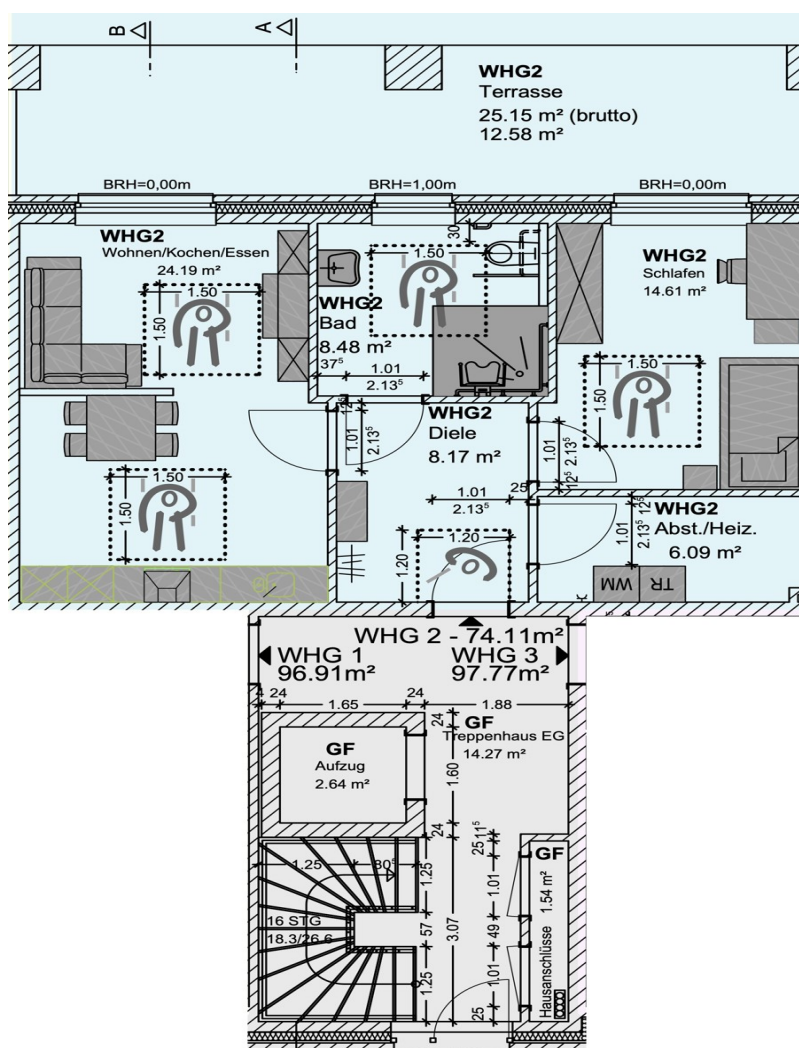 B
A
WHG2
Terrasse
25.15 m² (brutto)
12.58 m²
BRH=0,00m
BRH=1,00m
BRH=0,00m
WHG2
Wohnen/Kochen/Essen
24.19 m²
1.50
1.50
30
1.50
WHG2
Bad
8.48 m²
37⁵
1.01
2.13⁵
WHG2
Schlafen
14.61 m²
1.50
1.50
12⁵
1.01
2.13⁵
WHG2
Diele
8.17 m²
1.01
2.13⁵
12⁵
25
1.01
2.13⁵
1.50
1.50
1.20
1.20
WHG2
Abst./Heiz.
6.09 m²
12⁵
1.01
2.13⁵
WM
TR
WHG 2 - 74.11m²
WHG 1
96.91m²
WHG 3
97.77m²
4
24
1.65
24
1.88
24
GF
Treppenhaus EG
14.27 m²
GF
Aufzug
2.64 m²
1.60
24
1.25
80⁵
16 STG
18.3/26.6
1.25
57
1.25
3.07
11⁵
25
1.01
49
1.01
25
GF
1.54 m²
Hausanschlüsse